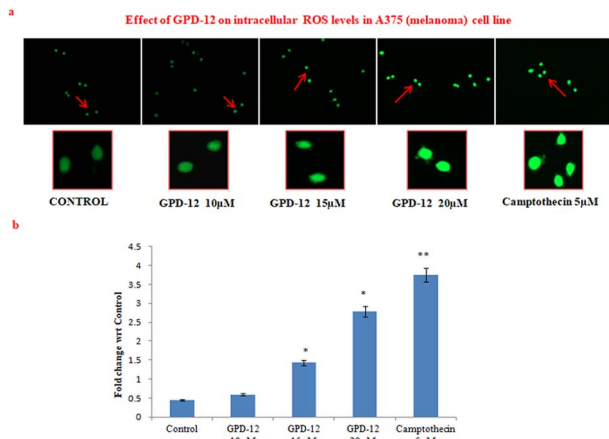 Effect of GPD-12 on intracellular ROS levels in A375 (melanoma) cell line
a
CONTROL GPD-12 10µM GPD-12 15µM GPD-12 20µM Camptothecin 5µM
b
Fold change wrt Control
4.5
4
3.5
3
2.5
2
1.5
1
0.5
0
*
*
**
Control GPD-12 GPD-12 GPD-12 Camptothecin